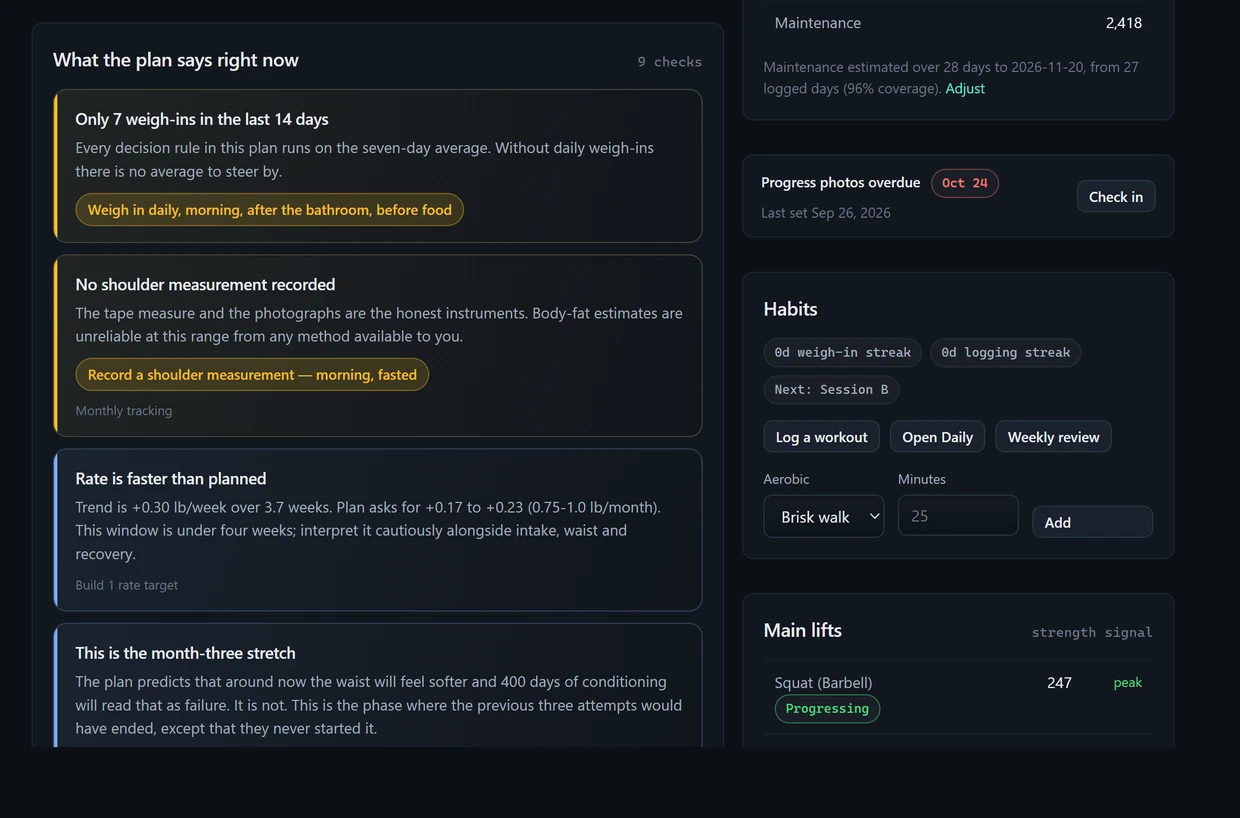 What the plan says right now
9 checks
Only 7 weigh-ins in the last 14 days
Every decision rule in this plan runs on the seven-day average. Without daily weigh-ins
there is no average to steer by.
Weigh in daily, morning, after the bathroom, before food
No shoulder measurement recorded
The tape measure and the photographs are the honest instruments. Body-fat estimates are
unreliable at this range from any method available to you.
Record a shoulder measurement — morning, fasted
Monthly tracking
Rate is faster than planned
Trend is +0.30 lb/week over 3.7 weeks. Plan asks for +0.17 to +0.23 (0.75-1.0 lb/month).
This window is under four weeks; interpret it cautiously alongside intake, waist and
recovery.
Build 1 rate target
This is the month-three stretch
The plan predicts that around now the waist will feel softer and 400 days of conditioning
will read that as failure. It is not. This is the phase where the previous three attempts would
have ended, except that they never started it.
Maintenance 2,418
Maintenance estimated over 28 days to 2026-11-20, from 27
logged days (96% coverage). Adjust
Progress photos overdue Oct 24
Last set Sep 26, 2026
Check in
Habits
0d weigh-in streak 0d logging streak
Next: Session B
Log a workout Open Daily Weekly review
Aerobic Minutes
Brisk walk 25 Add
Main lifts strength signal
Squat (Barbell) 247 peak
Progressing